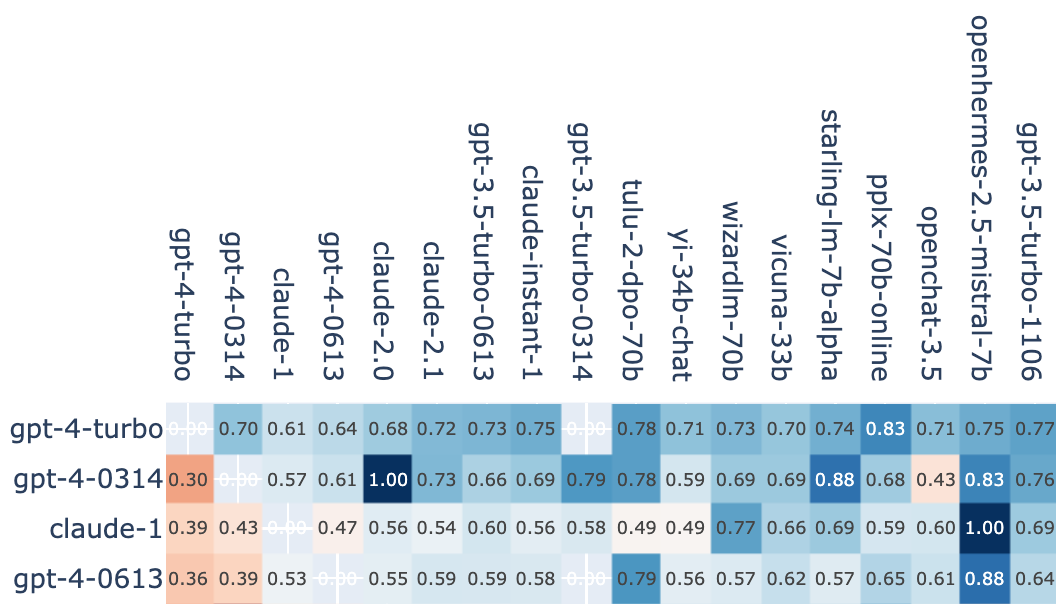 gpt-4-turbo gpt-4-0314 claude-1 gpt-4-0613 claude-2.0 claude-2.1 gpt-3.5-turbo-0613 claude-instant-1 gpt-3.5-turbo-0314 tulu-2-dpo-70b yi-34b-chat wizardlm-70b vicuna-33b starling-lm-7b-alpha pplx-70b-online openchat-3.5 openhermes-2.5-mistral-7b gpt-3.5-turbo-1106
gpt-4-turbo 0.00 0.70 0.61 0.64 0.68 0.72 0.73 0.75 0.00 0.78 0.71 0.73 0.70 0.74 0.83 0.71 0.75 0.77
gpt-4-0314 0.30 0.00 0.57 0.61 1.00 0.73 0.66 0.69 0.79 0.78 0.59 0.69 0.69 0.88 0.68 0.43 0.83 0.76
claude-1 0.39 0.43 0.00 0.47 0.56 0.54 0.60 0.56 0.58 0.49 0.49 0.77 0.66 0.69 0.59 0.60 1.00 0.69
gpt-4-0613 0.36 0.39 0.53 0.00 0.55 0.59 0.59 0.58 0.00 0.79 0.56 0.57 0.62 0.57 0.65 0.61 0.88 0.64